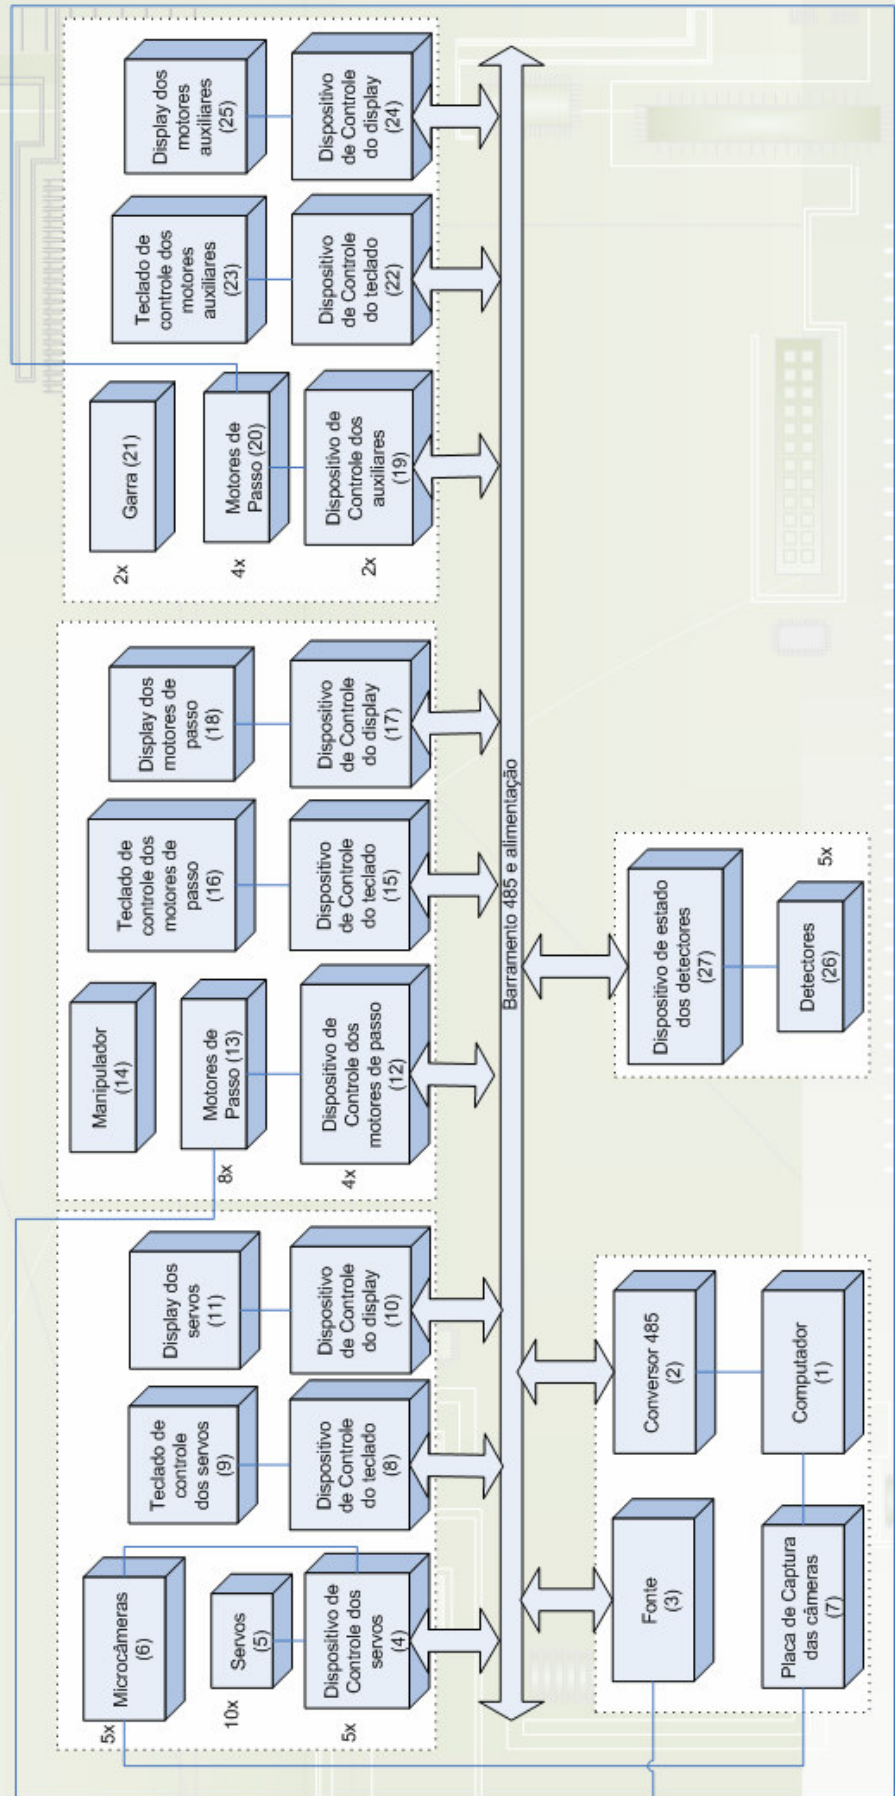 5x
Microcâmeras
(6)
10x
Servos
(5)
5x
Dispositivo de
Controle dos
servos
(4)
Teclado de
controle
dos servos
(9)
Dispositivo
de Controle
do teclado
(8)
Display dos
servos
(11)
Dispositivo
de Controle
do display
(10)
Manipulador
(14)
8x
Motores de
Passo (13)
4x
Dispositivo de
Controle dos
motores de passo
(12)
Teclado de
controle dos
motores de
passo
(16)
Dispositivo
de Controle
do teclado
(15)
Display dos
motores de
passo
(18)
Dispositivo
de Controle
do display
(17)
2x
Garra (21)
4x
Motores de
Passo (20)
2x
Dispositivo de
Controle dos
auxiliares
(19)
Teclado de
controle dos
motores
auxiliares
(23)
Dispositivo
de Controle
do teclado
(22)
Display dos
motores
auxiliares
(25)
Dispositivo
de Controle
do display
(24)
Barramento 485 e alimentação
Fonte
(3)
Conversor 485
(2)
Placa de Captura
das câmeras
(7)
Computador
(1)
Dispositivo de estado
dos detectores
(27)
Detectores
(26)
5x